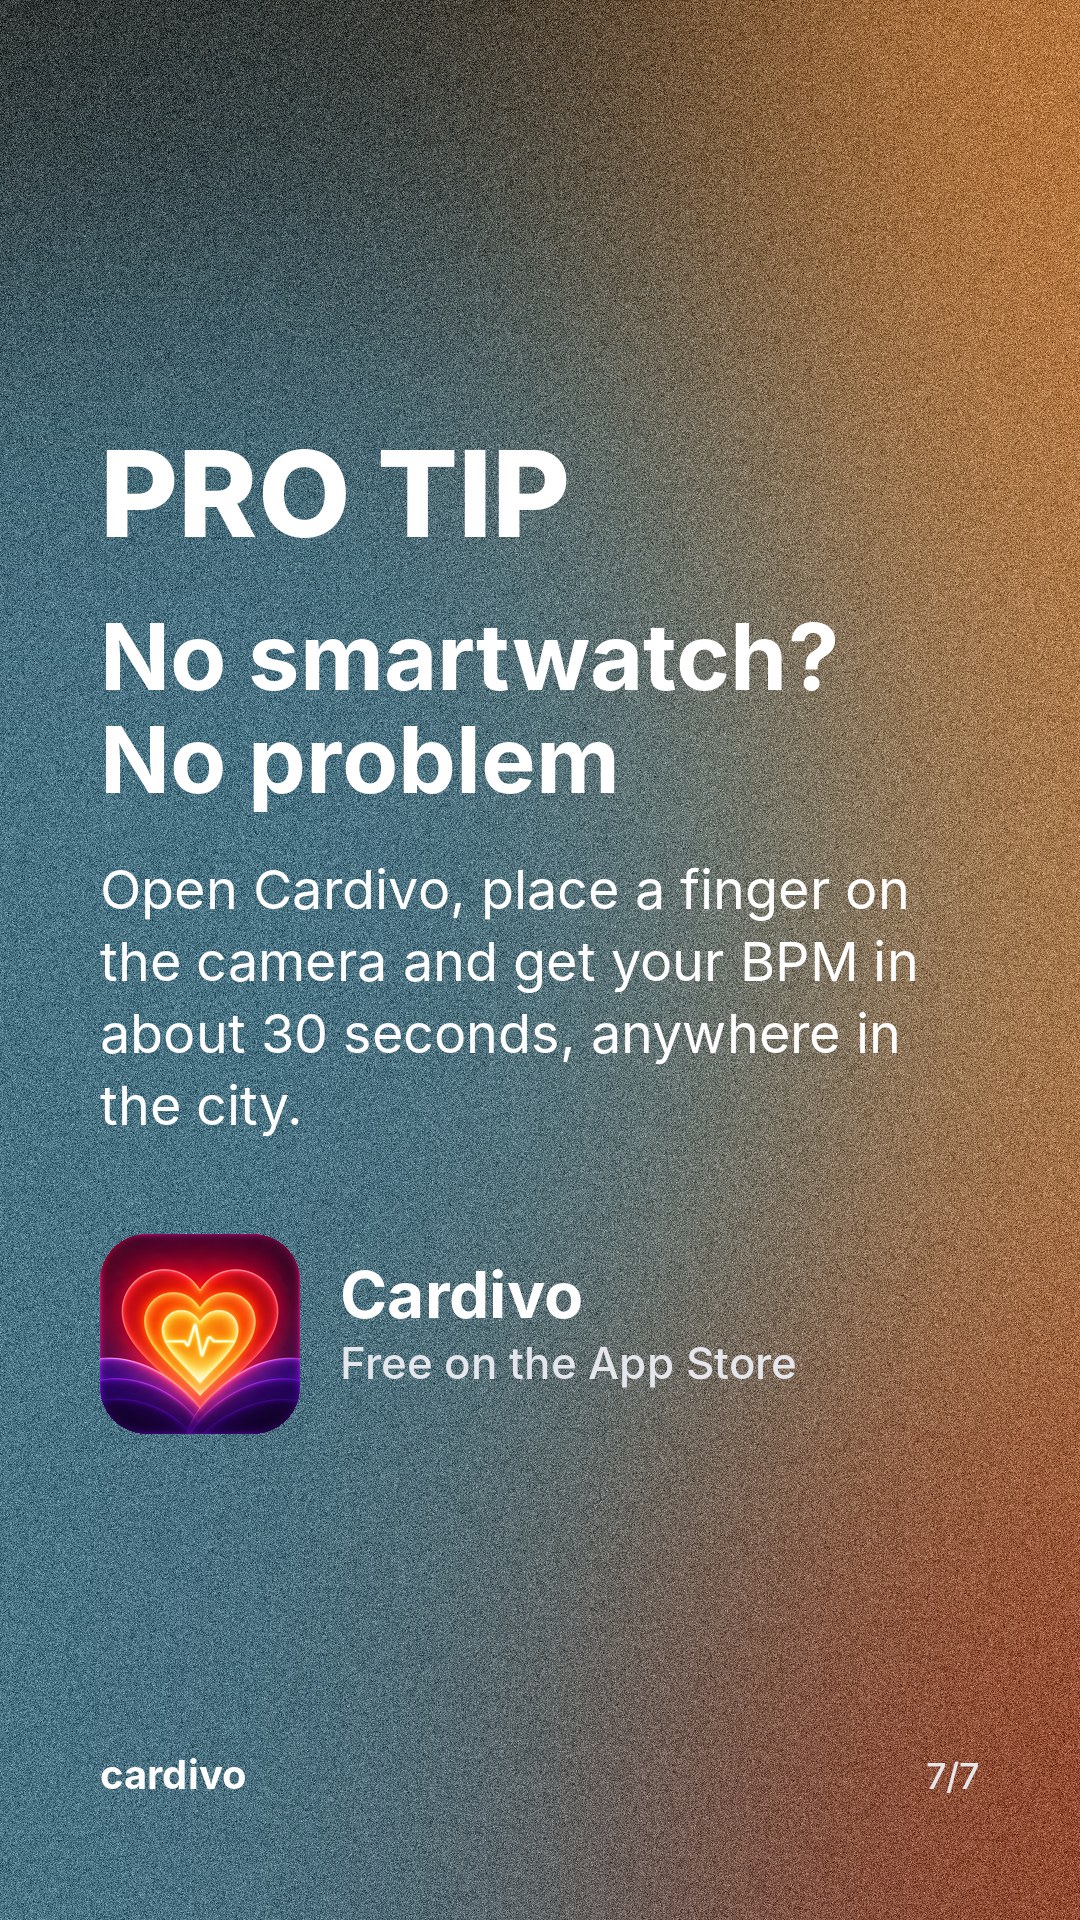 PRO TIP
No smartwatch?
No problem
Open Cardivo, place a finger on
the camera and get your BPM in
about 30 seconds, anywhere in
the city.
Cardivo
Free on the App Store
cardivo
7/7